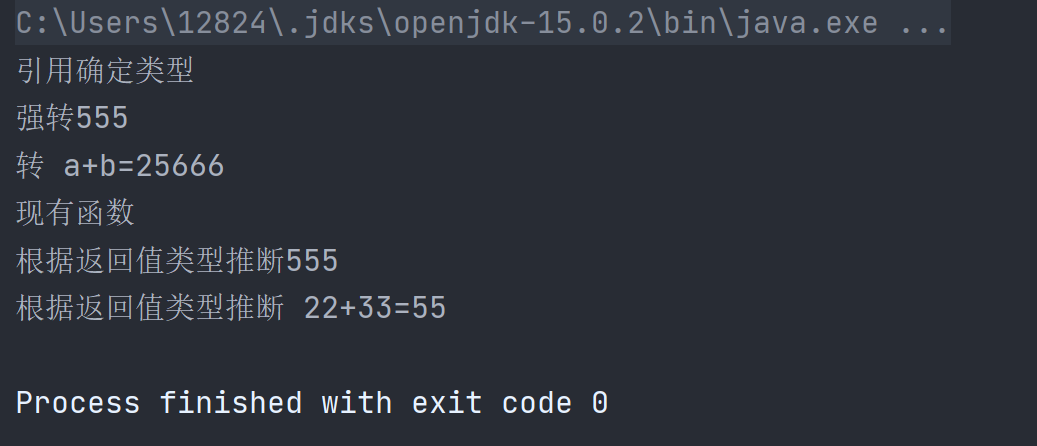 C:\Users\12824\.jdks\openjdk-15.0.2\bin\java.exe ...
引用确定类型
强转555
转 a+b=25666
现有函数
根据返回值类型推断555
根据返回值类型推断 22+33=55
Process finished with exit code 0